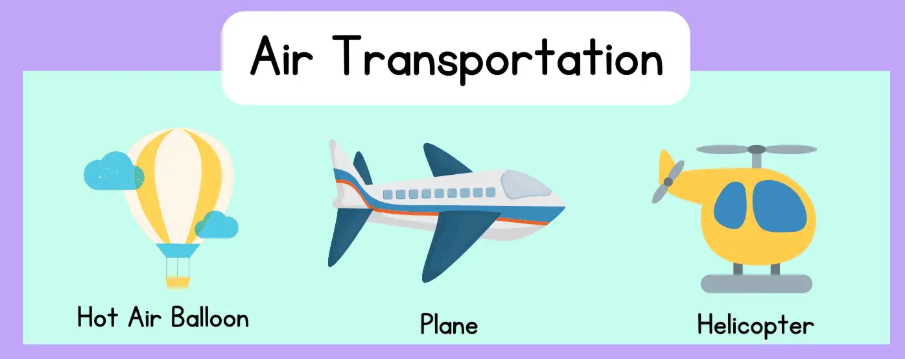 Air Transportation
Hot Air Balloon
Plane
Helicopter